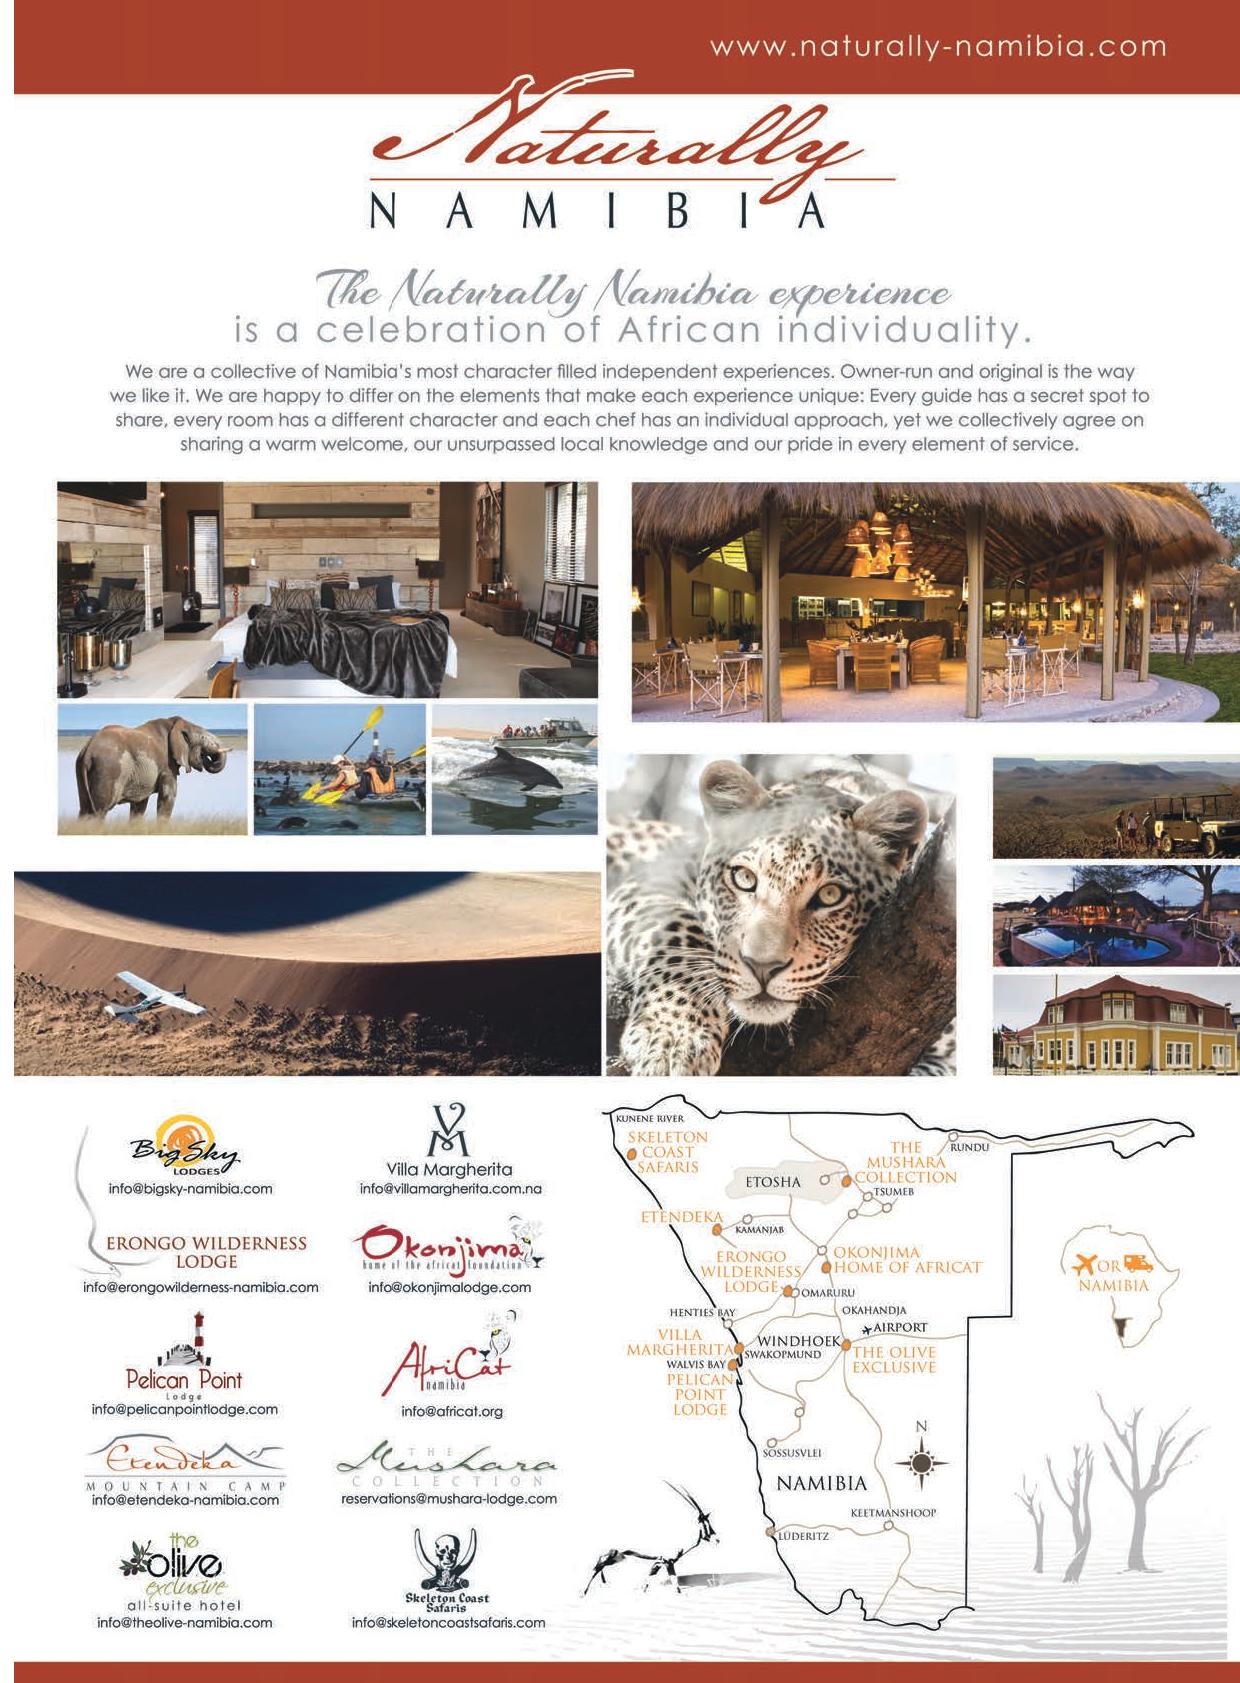 www.naturally-namibia.com
Naturally
NAMIBIA
The Naturally Namibia experience
is a celebration of African individuality.
We are a collective of Namibia's most character filled independent experiences. Owner-run and original is the way
we like it. We are happy to differ on the elements that make each experience unique: Every guide has a secret spot to
share, every room has a different character and each chef has an individual approach, yet we collectively agree on
sharing a warm welcome, our unsurpassed local knowledge and our pride in every element of service.
Big Sky
LODGES
info@bigsky-namibia.com
VM
Villa Margherita
info@villamargherita.com.na
ERONGO WILDERNESS
LODGE
info@erongowilderness-namibia.com
Okonjima
home of the africat foundation
info@okonjimalodge.com
Pelican Point
Lodge
info@pelicanpointlodge.com
AfriCat
namibia
info@africat.org
Etendeka
MOUNTAIN CAMP
info@etendeka-namibia.com
THE
Mushara
COLLECTION
reservations@mushara-lodge.com
the
olive
exclusive
all-suite hotel
info@theolive-namibia.com
Skeleton Coast
Safaris
info@skeletoncoastsafaris.com
KUNENE RIVER
SKELETON
COAST
SAFARIS
THE
MUSHARA
COLLECTION
RUNDU
ETOSHA
TSUMEB
ETENDEKA
KAMANJAB
ERONGO
WILDERNESS
LODGE
OKONJIMA
HOME OF AFRICAT
OMARURU
HENTIES BAY
OKAHANDJA
AIRPORT
VILLA
MARGHERITA
WINDHOEK
SWAKOPMUND
THE OLIVE
EXCLUSIVE
WALVIS BAY
PELICAN
POINT
LODGE
SOSSUSVLEI
N
NAMIBIA
KEETMANSHOOP
LÜDERITZ
OR
NAMIBIA